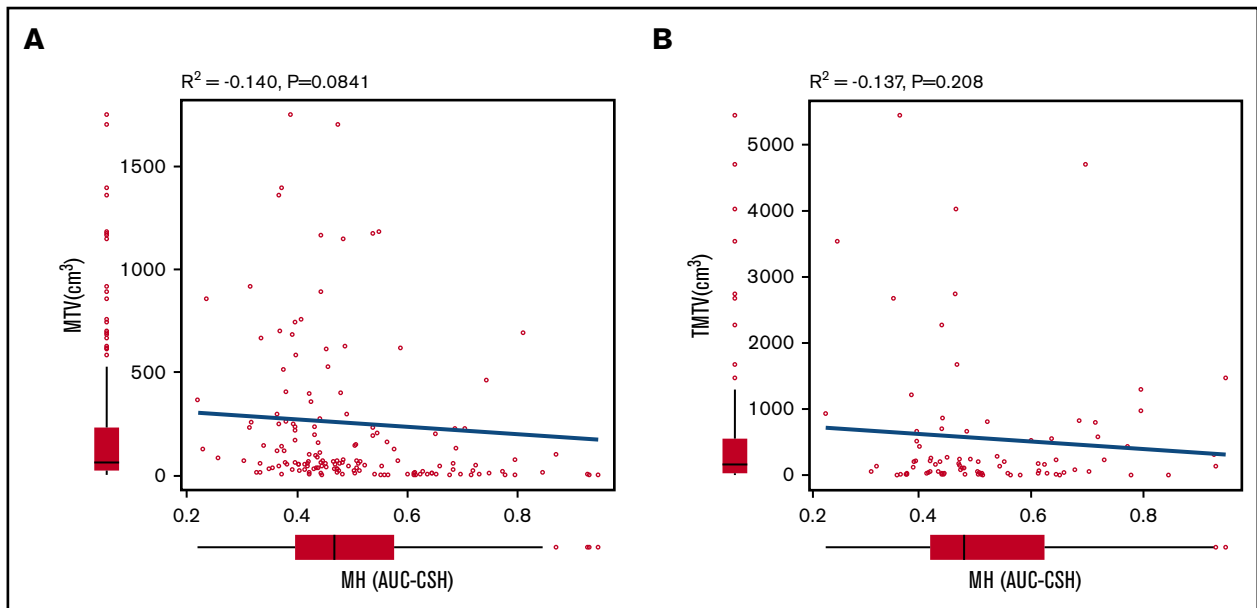 A
R² = -0.140, P=0.0841
MTV(cm³)
1500
1000
500
0
0.2 0.4 0.6 0.8
MH (AUC-CSH)
B
R² = -0.137, P=0.208
TMTV(cm³)
5000
4000
3000
2000
1000
0
0.2 0.4 0.6 0.8
MH (AUC-CSH)